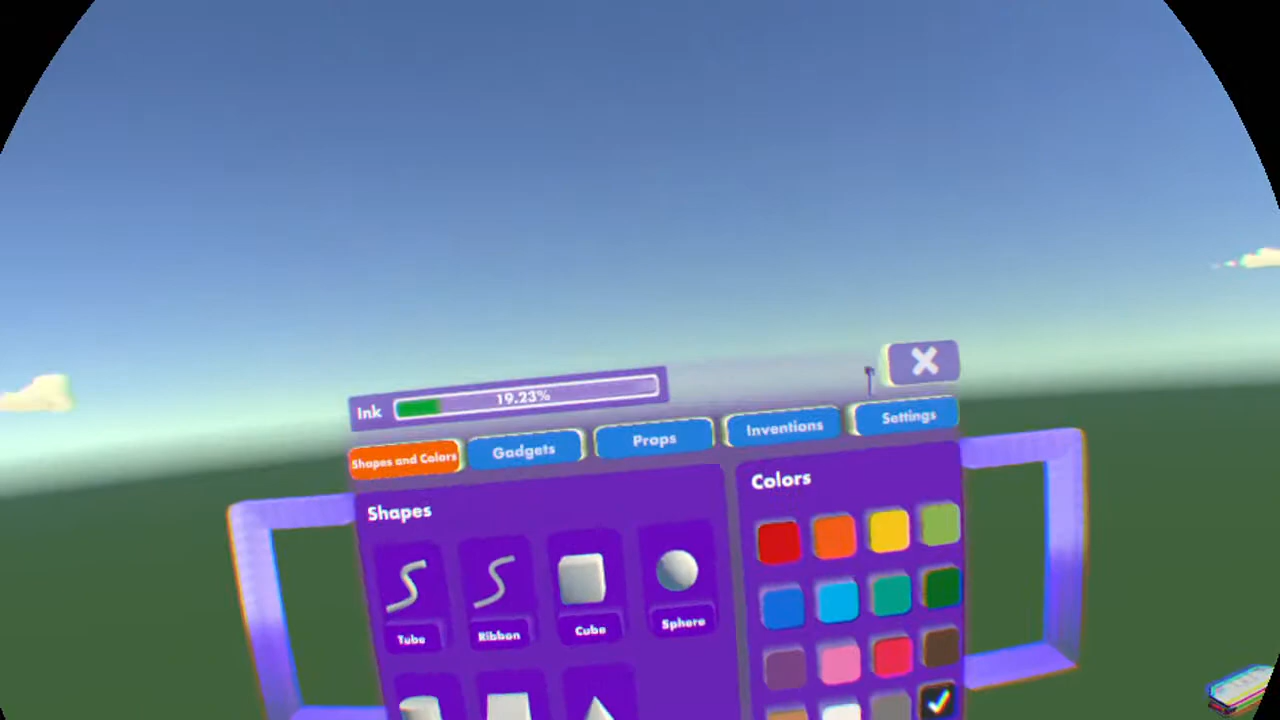 Ink 19.23%
Shapes and Colors Gadgets Props Inventions Settings
Shapes
Colors
Tube Ribbon Cube Sphere